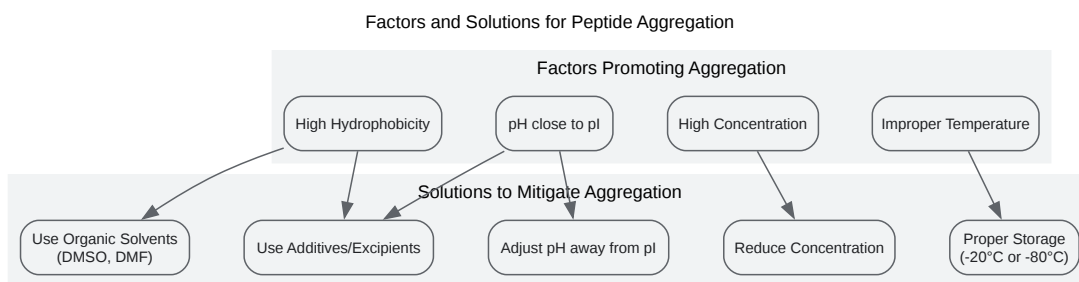 Factors and Solutions for Peptide Aggregation
Factors Promoting Aggregation
High Hydrophobicity
pH close to pI
High Concentration
Improper Temperature
Solutions to Mitigate Aggregation
Use Organic Solvents
(DMSO, DMF)
Use Additives/Excipients
Adjust pH away from pI
Reduce Concentration
Proper Storage
(-20°C or -80°C)